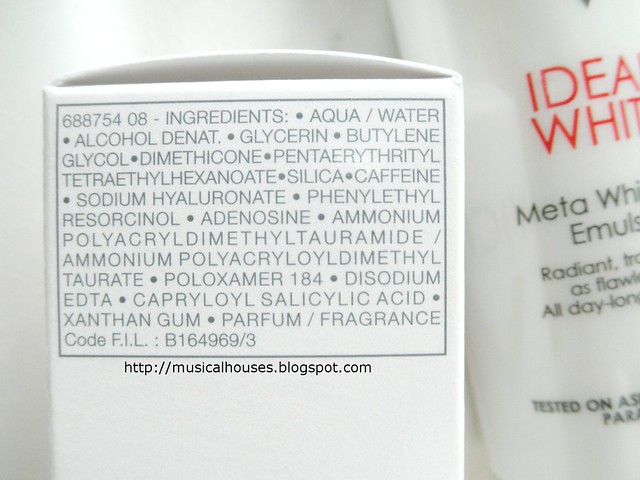 688754 08 - INGREDIENTS: • AQUA / WATER
• ALCOHOL DENAT. • GLYCERIN • BUTYLENE
GLYCOL•DIMETHICONE•PENTAERYTHRITYL
TETRAETHYLHEXANOATE•SILICA•CAFFEINE
• SODIUM HYALURONATE • PHENYLETHYL
RESORCINOL • ADENOSINE • AMMONIUM
POLYACRYLDIMETHYLTAURAMIDE /
AMMONIUM POLYACRYLOYLDIMETHYL
TAURATE • POLOXAMER 184 • DISODIUM
EDTA • CAPRYLOYL SALICYLIC ACID •
XANTHAN GUM • PARFUM / FRAGRANCE
Code F.I.L. : B164969/3
http://musicalhouses.blogspot.com
IDEA
WHIT
Meta Whi
Emuls
Radiant, tra
as flawle
All day-lon
TESTED ON AS
PARA